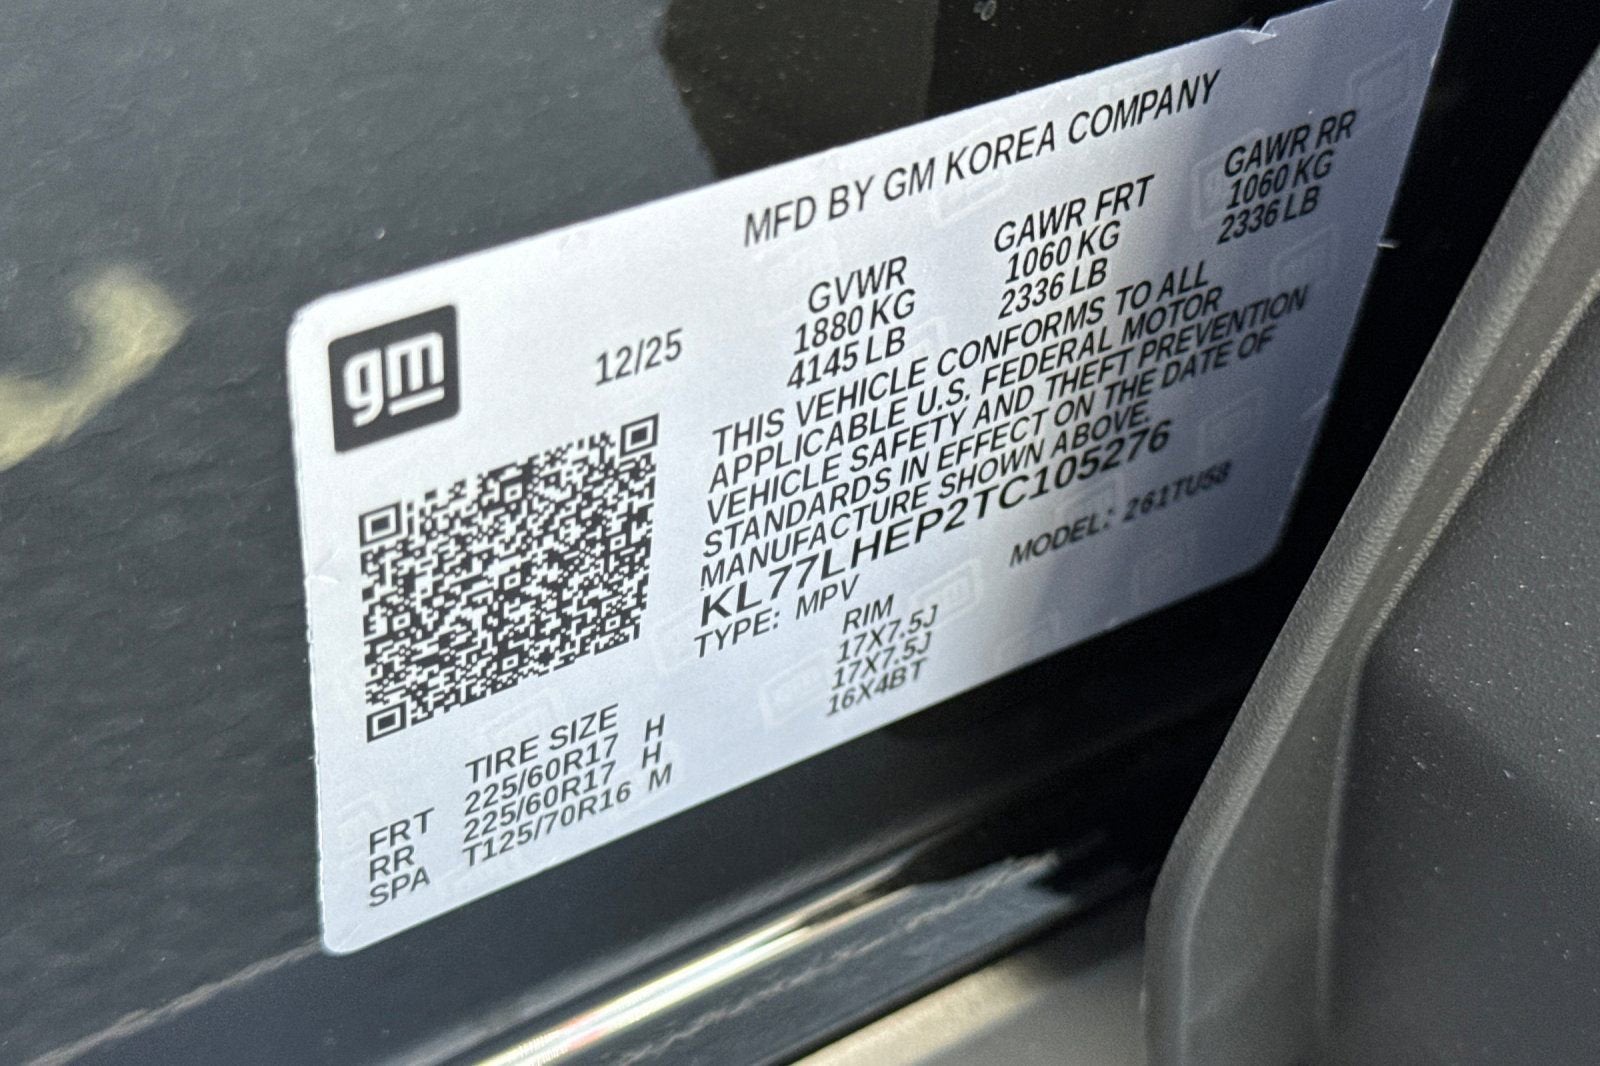 MFD BY GM KOREA COMPANY
gm
12/25
GVWR GAWR FRT GAWR RR
1880 KG 1060 KG 1060 KG
4145 LB 2336 LB 2336 LB
THIS VEHICLE CONFORMS TO ALL
APPLICABLE U.S. FEDERAL MOTOR
VEHICLE SAFETY AND THEFT PREVENTION
STANDARDS IN EFFECT ON THE DATE OF
MANUFACTURE SHOWN ABOVE.
KL77LHEP2TC105276
TYPE: MPV MODEL: 261TU58
TIRE SIZE RIM
FRT 225/60R17 H 17X7.5J
RR 225/60R17 H 17X7.5J
SPA T125/70R16 M 16X4BT